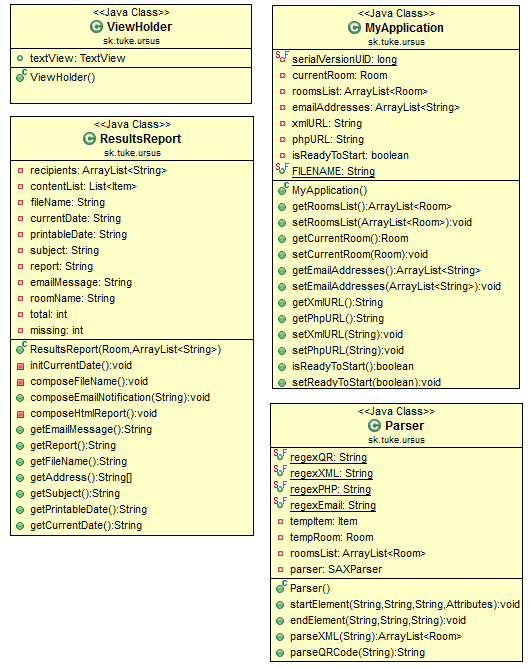 <<Java Class>>
ViewHolder
sk.tuke.ursus
textView: TextView
ViewHolder()
<<Java Class>>
ResultsReport
sk.tuke.ursus
recipients: ArrayList<String>
contentList: List<Item>
fileName: String
currentDate: String
printableDate: String
subject: String
report: String
emailMessage: String
roomName: String
total: int
missing: int
ResultsReport(Room,ArrayList<String>)
initCurrentDate():void
composeFileName():void
composeEmailNotification(String):void
composeHtmlReport():void
getEmailMessage():String
getReport():String
getFileName():String
getAddress():String[]
getSubject():String
getPrintableDate():String
getCurrentDate():String
<<Java Class>>
MyApplication
sk.tuke.ursus
serialVersionUID: long
currentRoom: Room
roomsList: ArrayList<Room>
emailAddresses: ArrayList<String>
xmlURL: String
phpURL: String
isReadyToStart: boolean
FILENAME: String
MyApplication()
getRoomsList():ArrayList<Room>
setRoomsList(ArrayList<Room>):void
getCurrentRoom():Room
setCurrentRoom(Room):void
getEmailAddresses():ArrayList<String>
setEmailAddresses(ArrayList<String>):void
getXmlURL():String
getPhpURL():String
setXmlURL(String):void
setPhpURL(String):void
isReadyToStart():boolean
setReadyToStart(boolean):void
<<Java Class>>
Parser
sk.tuke.ursus
regexQR: String
regexXML: String
regexPHP: String
regexEmail: String
tempItem: Item
tempRoom: Room
roomsList: ArrayList<Room>
parser: SAXParser
Parser()
startElement(String,String,String,Attributes):void
endElement(String,String,String):void
parseXML(String):ArrayList<Room>
parseQRCode(String):String